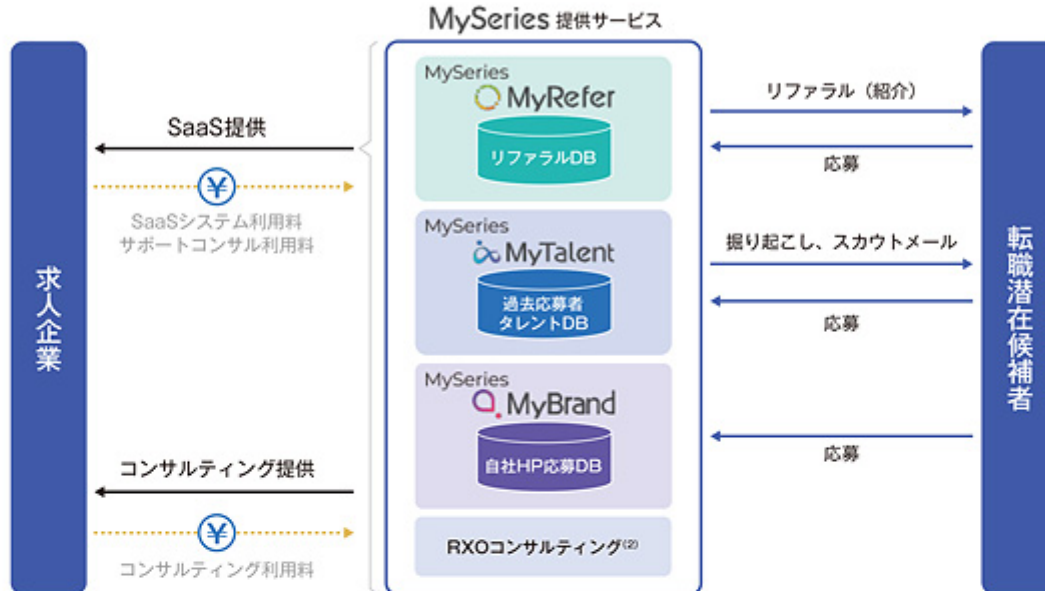 MySeries 提供サービス
求人企業
SaaS提供
¥
SaaSシステム利用料
サポートコンサル利用料
コンサルティング提供
¥
コンサルティング利用料
MySeries
MyRefer
リファラルDB
MySeries
MyTalent
過去応募者
タレントDB
MySeries
MyBrand
自社HP応募DB
RXOコンサルティング(2)
リファラル（紹介）
応募
掘り起こし、スカウトメール
応募
応募
転職潜在候補者